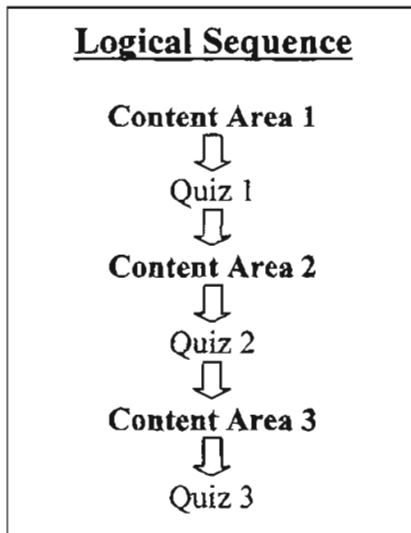 Logical Sequence
Content Area 1
Quiz 1
Content Area 2
Quiz 2
Content Area 3
Quiz 3